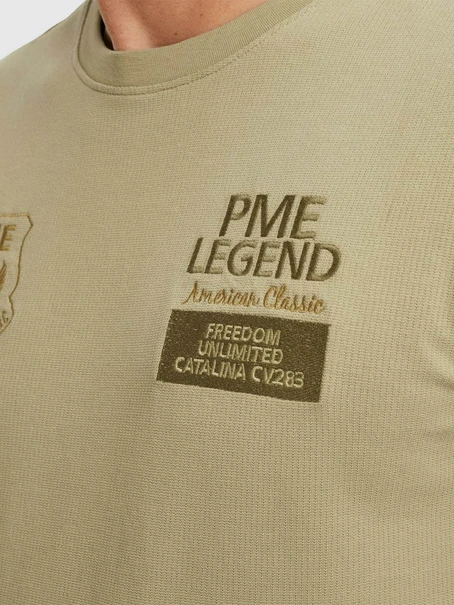 PME
LEGEND
American Classic
FREEDOM
UNLIMITED
CATALINA CV283